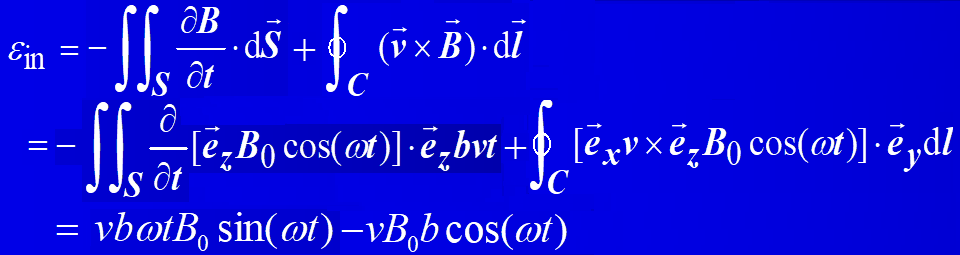 ε_in = −∬_S ∂B/∂t · dS⃗ + ∮_C (v⃗ × B⃗) · dl⃗
= −∬_S ∂/∂t [e⃗_z B_0 cos(ωt)] · e⃗_z bvt + ∮_C [e⃗_x v × e⃗_z B_0 cos(ωt)] · e⃗_y dl
= vbωtB_0 sin(ωt) − vB_0 b cos(ωt)